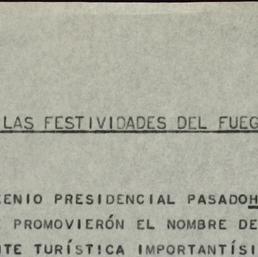 LAS FESTIVIDADES DEL FUEG
ENIO PRESIDENCIAL PASADOH
PROMOVIERÓN EL NOMBRE DE
TE TURÍSTICA IMPORTANTÍSI